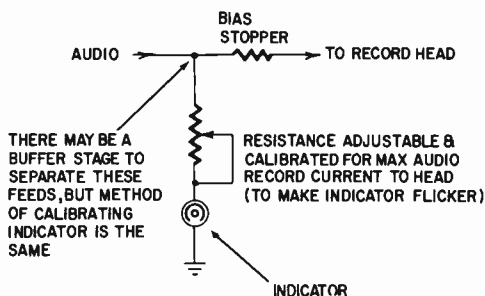 BIAS
STOPPER
AUDIO
TO RECORD HEAD
THERE MAY BE A
BUFFER STAGE TO
SEPARATE THESE
FEEDS, BUT METHOD
OF CALIBRATING
INDICATOR IS THE
SAME
RESISTANCE ADJUSTABLE &
CALIBRATED FOR MAX AUDIO
RECORD CURRENT TO HEAD
(TO MAKE INDICATOR FLICKER)
INDICATOR